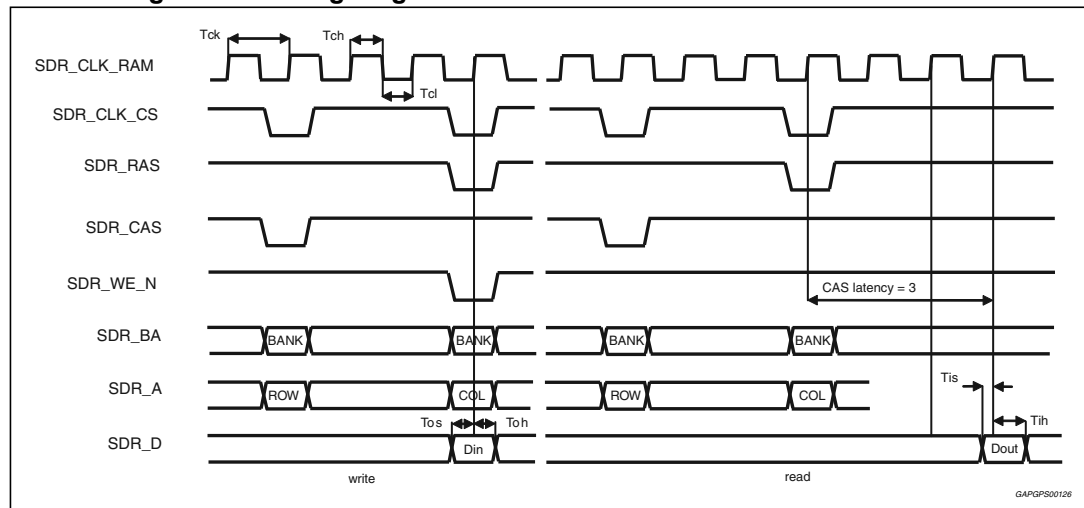 Tck
Tch
SDR_CLK_RAM
Tcl
SDR_CLK_CS
SDR_RAS
SDR_CAS
SDR_WE_N
CAS latency = 3
SDR_BA
BANK
BANK
BANK
BANK
SDR_A
ROW
COL
ROW
COL
Tis
Tos
Toh
Tih
SDR_D
Din
Dout
write
read
GAPGPS00126